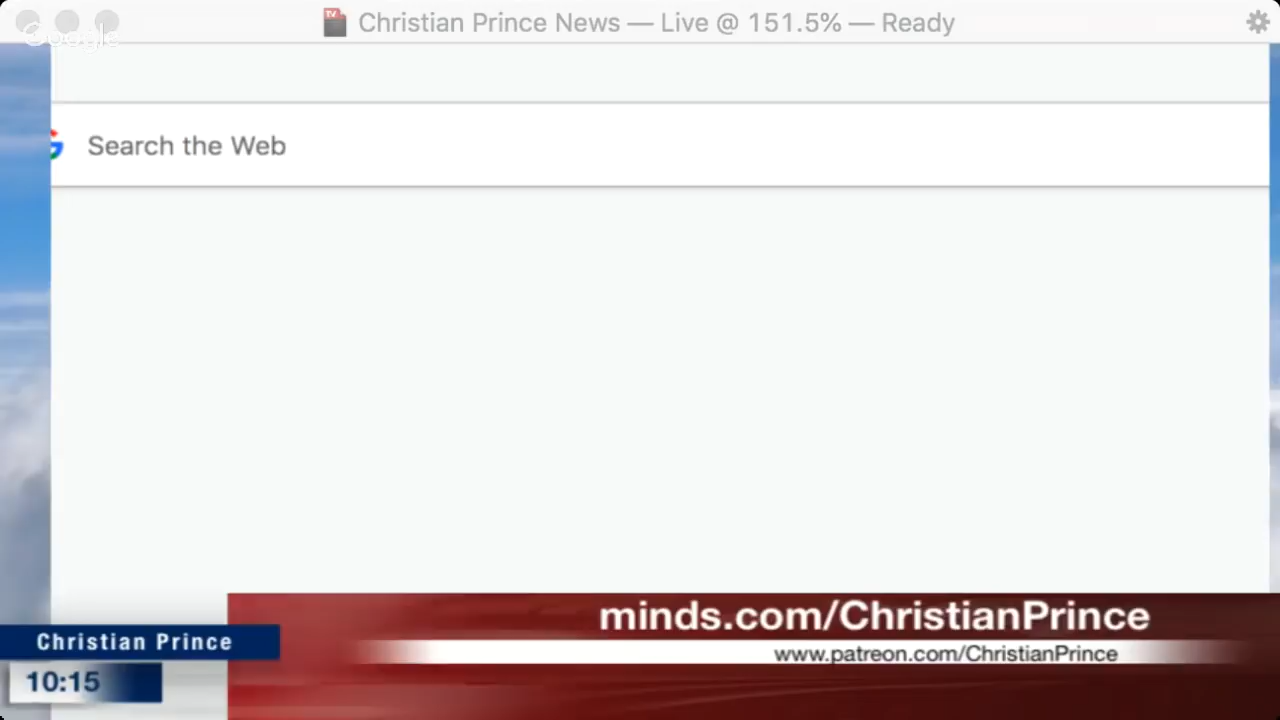 Christian Prince News — Live @ 151.5% — Ready
Google
Search the Web
minds.com/ChristianPrince
www.patreon.com/ChristianPrince
Christian Prince
10:15